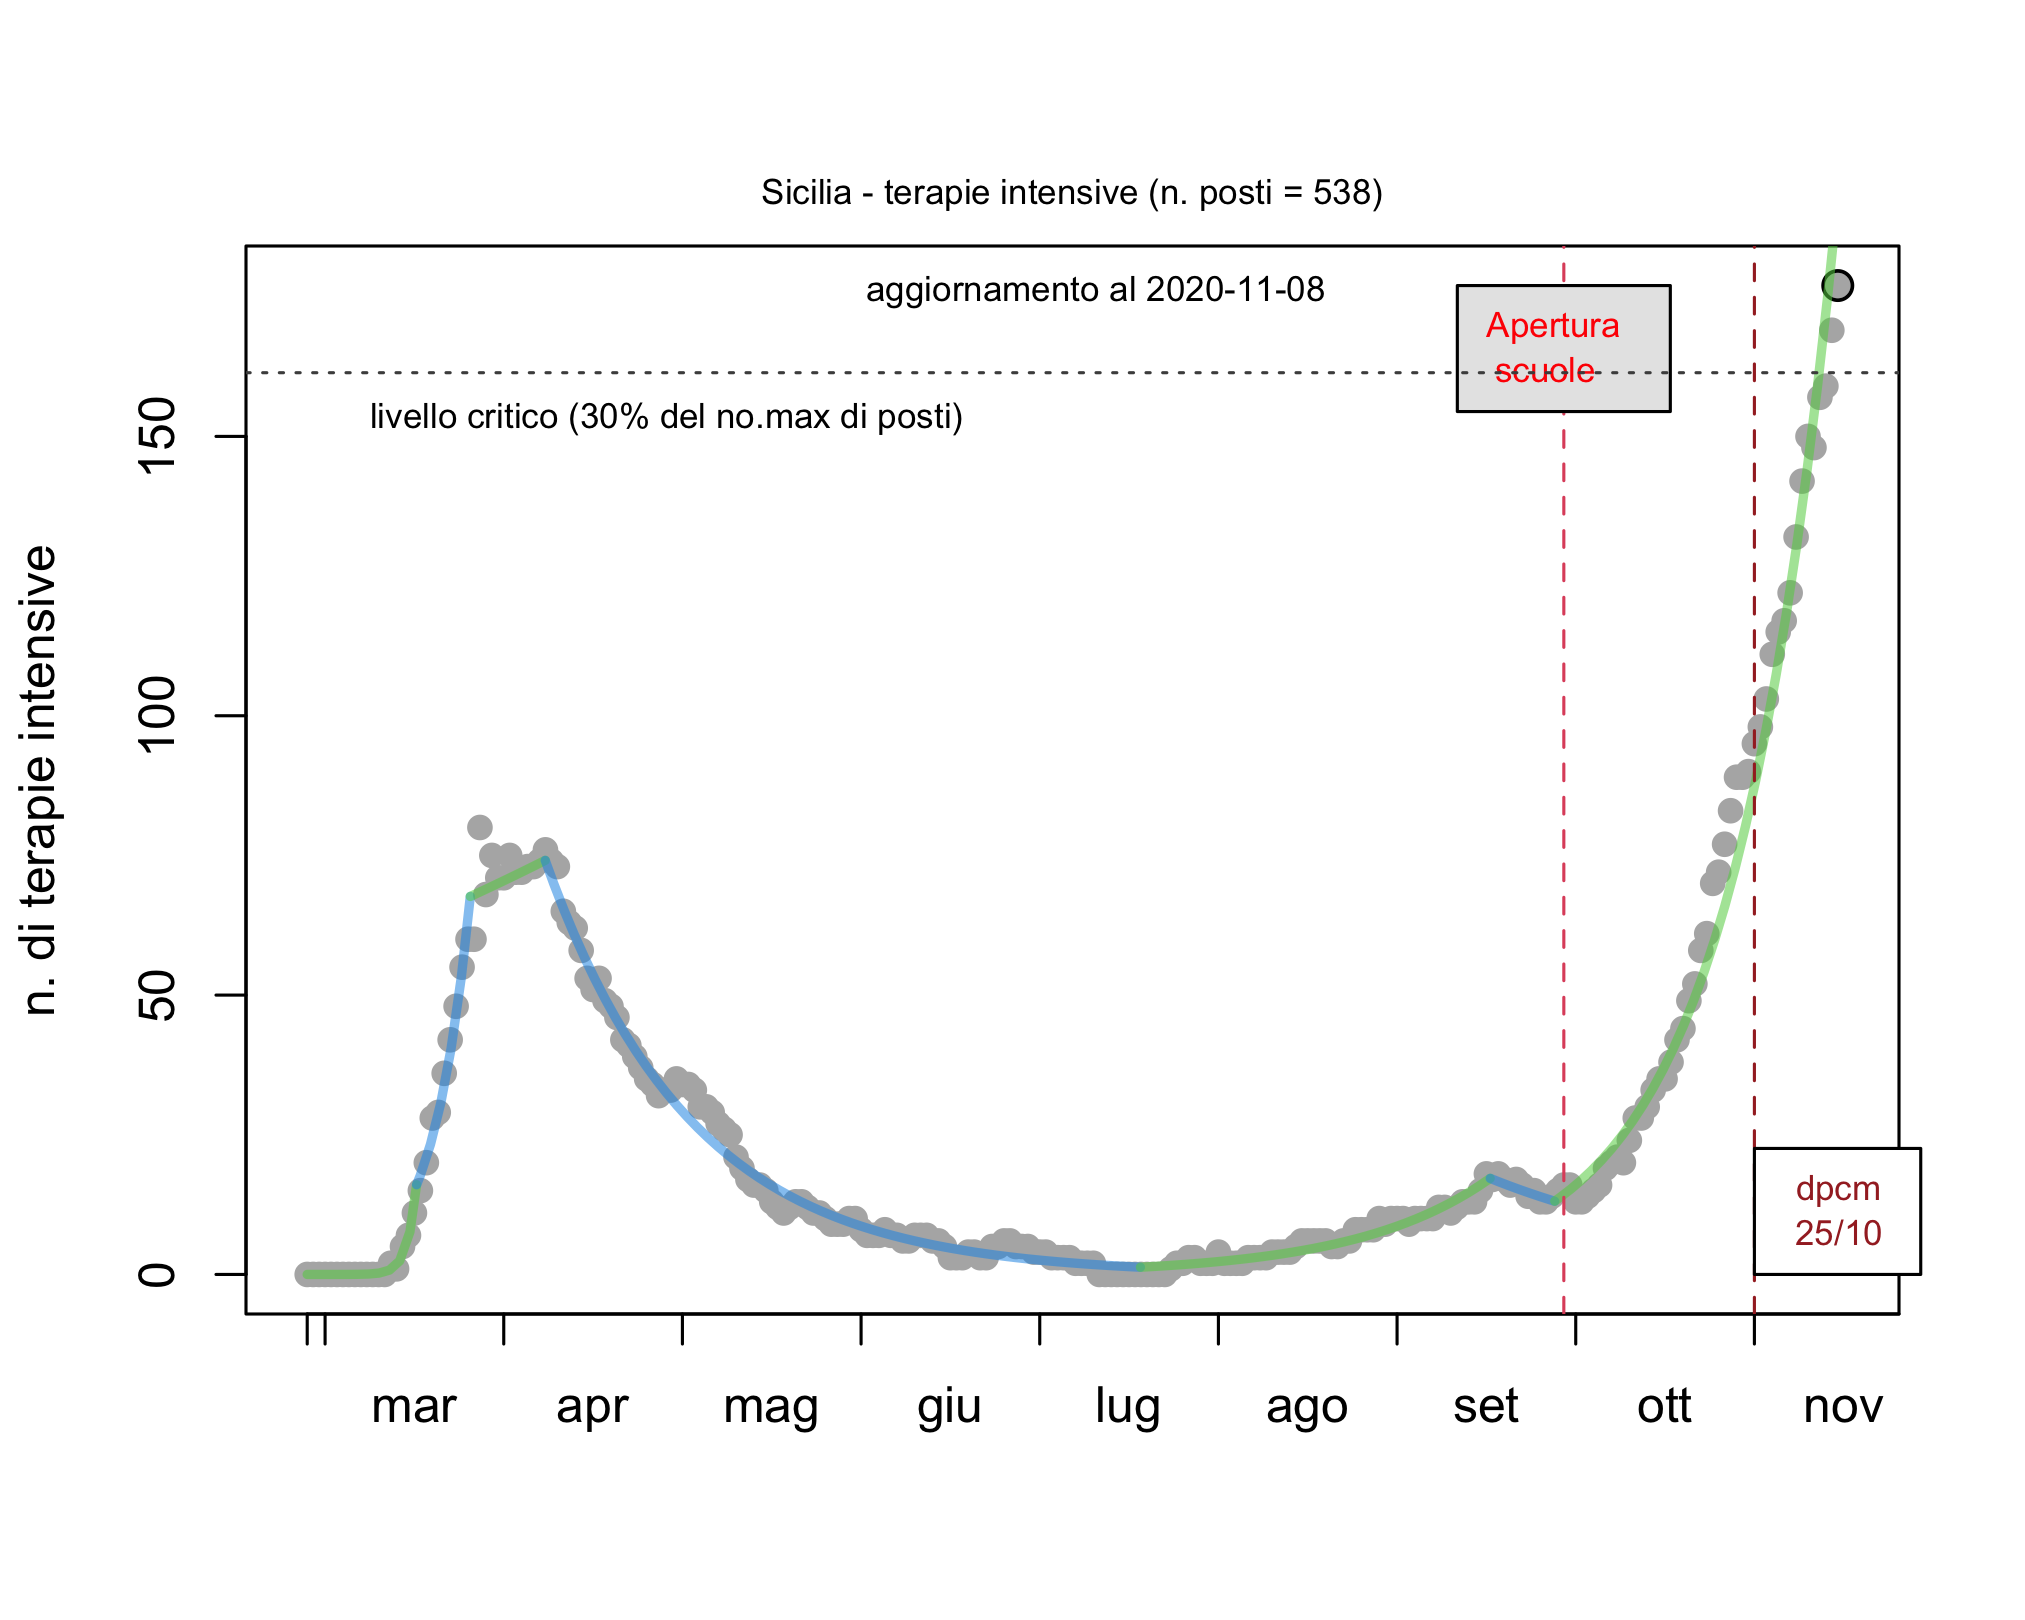 Sicilia - terapie intensive (n. posti = 538)
aggiornamento al 2020-11-08
Apertura
scuole
livello critico (30% del no.max di posti)
n. di terapie intensive
150
100
50
0
dpcm
25/10
mar apr mag giu lug ago set ott nov